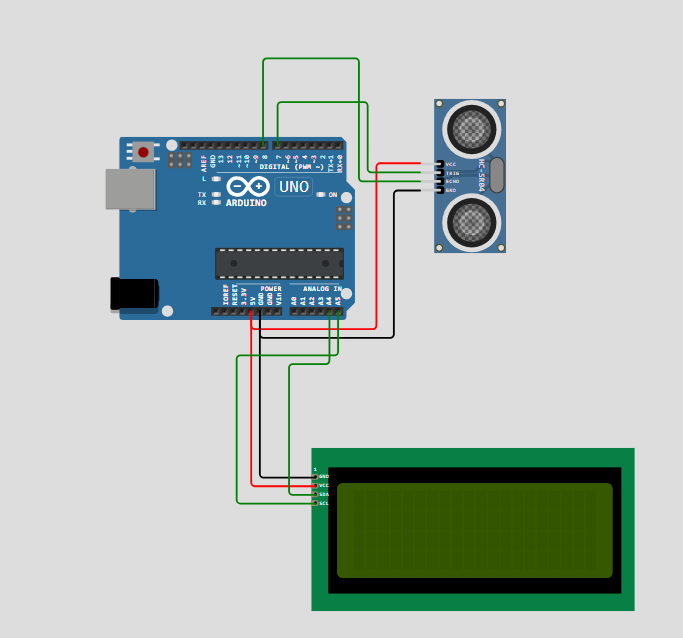 AREF
GND
13
12
~11
~10
~9
8
7
~6
~5
4
~3
2
TX→1
RX←0
DIGITAL (PWM ~)
L
TX
RX
UNO
ARDUINO
ON
VCC
TRIG
ECHO
GND
HC-SR04
POWER
ANALOG IN
IOREF
RESET
3.3V
5V
GND
GND
Vin
A0
A1
A2
A3
A4
A5
1
GND
VCC
SDA
SCL